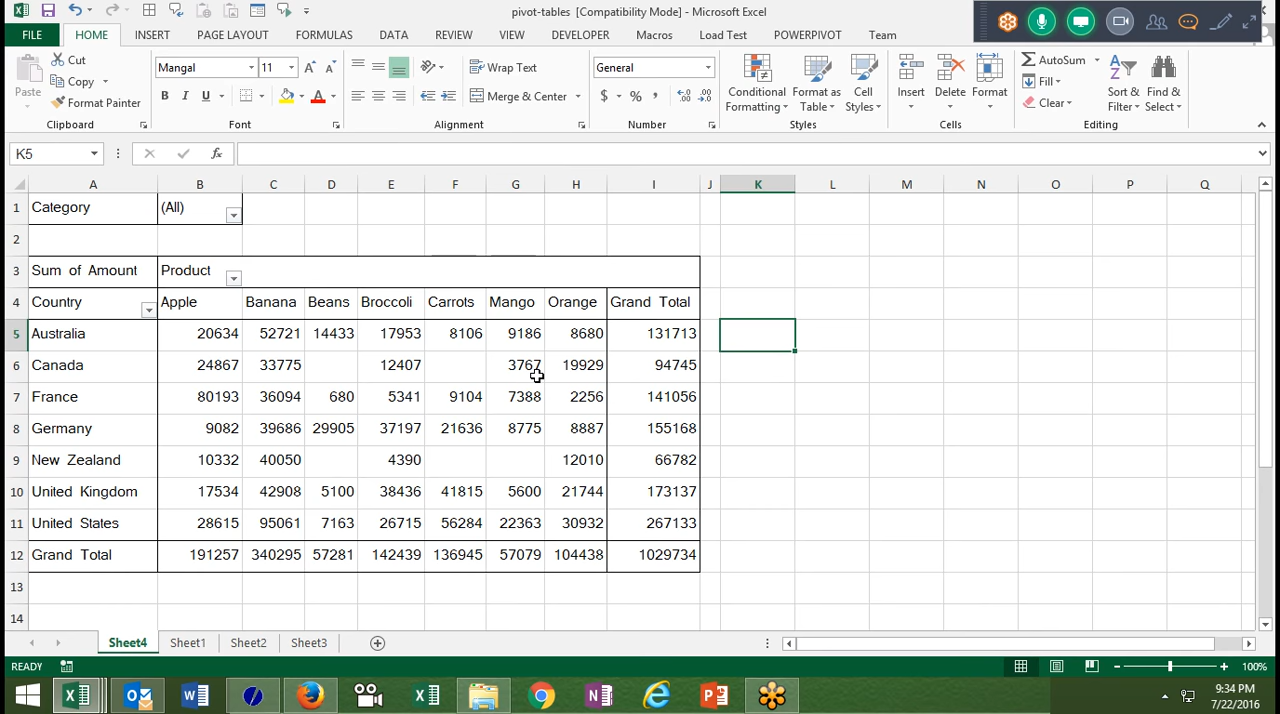 pivot-tables [Compatibility Mode] - Microsoft Excel
FILE HOME INSERT PAGE LAYOUT FORMULAS DATA REVIEW VIEW DEVELOPER Macros Load Test POWERPIVOT Team
Paste
Cut
Copy
Format Painter
Mangal 11
B I U
Wrap Text
Merge & Center
General
$ % ,
Conditional Formatting
Format as Table
Cell Styles
Insert Delete Format
AutoSum
Fill
Clear
Sort & Filter
Find & Select
Clipboard Font Alignment Number Styles Cells Editing
K5 fx
A B C D E F G H I J K L M N O P Q
1 Category (All)
2
3 Sum of Amount Product
4 Country Apple Banana Beans Broccoli Carrots Mango Orange Grand Total
5 Australia 20634 52721 14433 17953 8106 9186 8680 131713
6 Canada 24867 33775 12407 3767 19929 94745
7 France 80193 36094 680 5341 9104 7388 2256 141056
8 Germany 9082 39686 29905 37197 21636 8775 8887 155168
9 New Zealand 10332 40050 4390 12010 66782
10 United Kingdom 17534 42908 5100 38436 41815 5600 21744 173137
11 United States 28615 95061 7163 26715 56284 22363 30932 267133
12 Grand Total 191257 340295 57281 142439 136945 57079 104438 1029734
13
14
Sheet4 Sheet1 Sheet2 Sheet3
READY 100%
9:34 PM
7/22/2016